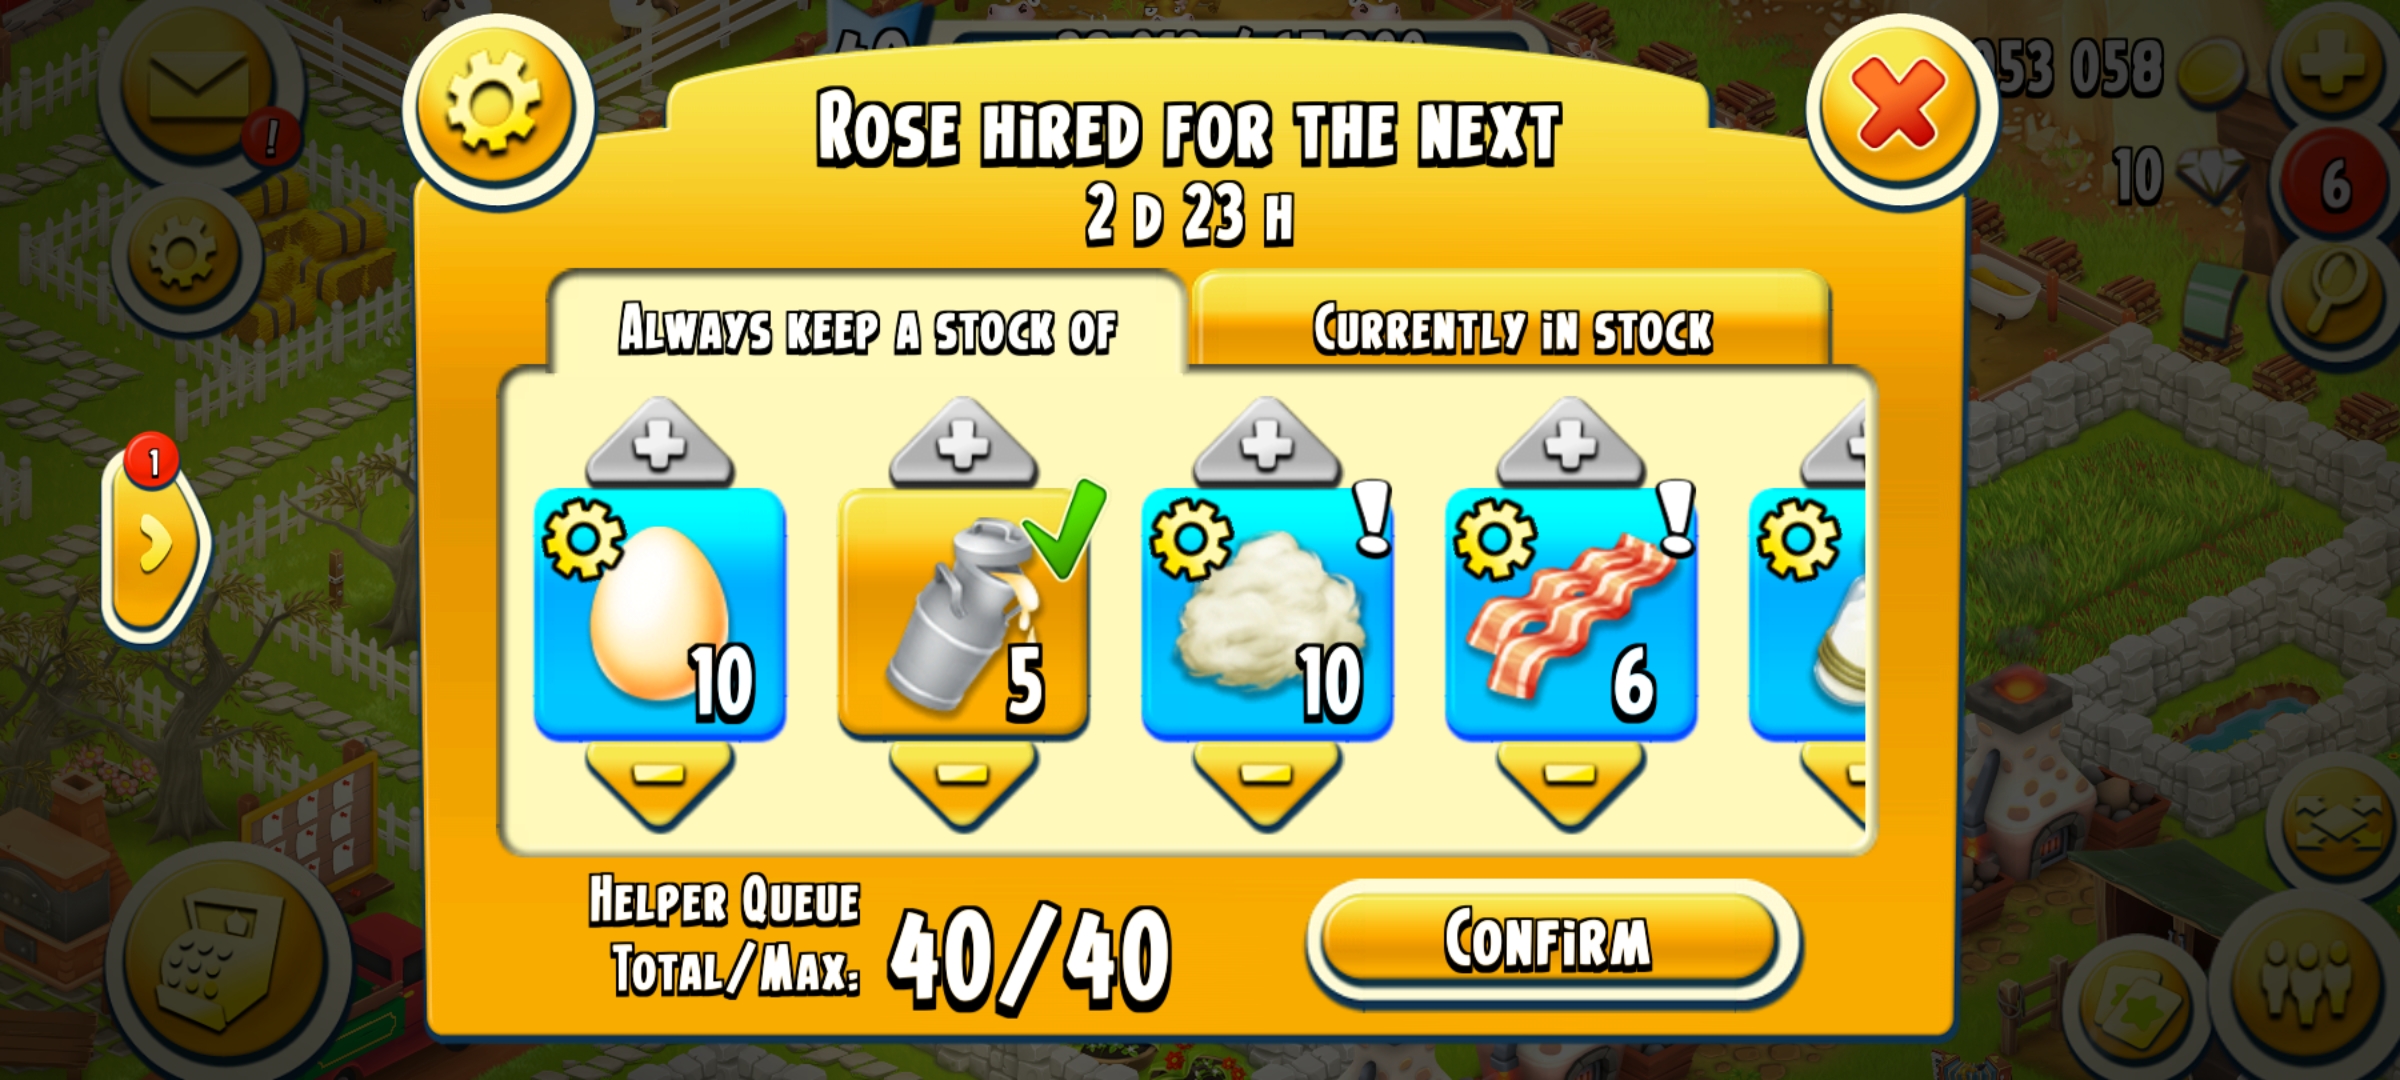 53 058
10
!
6
ROSE HIRED FOR THE NEXT
2 D 23 H
ALWAYS KEEP A STOCK OF
CURRENTLY IN STOCK
1
! !
10 5 10 6
HELPER QUEUE
TOTAL/MAX: 40/40
CONFIRM